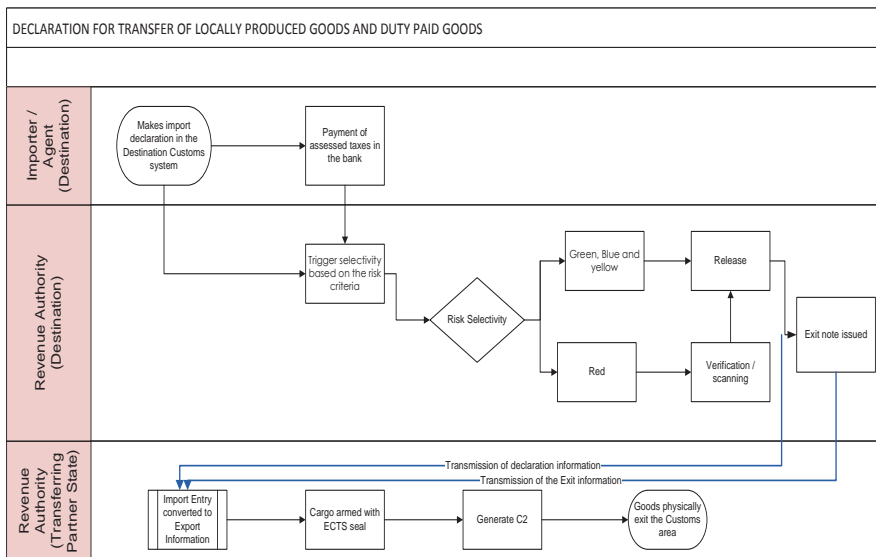 DECLARATION FOR TRANSFER OF LOCALLY PRODUCED GOODS AND DUTY PAID GOODS
Importer /
Agent
(Destination)
Makes import
declaration in the
Destination Customs
system
Payment of
assessed taxes in
the bank
Revenue Authority
(Destination)
Trigger selectivity
based on the risk
criteria
Risk Selectivity
Green, Blue and
yellow
Release
Red
Verification /
scanning
Exit note issued
Revenue
Authority
(Transferring
Partner State)
Transmission of declaration information
Transmission of the Exit information
Import Entry
converted to
Export
Information
Cargo armed with
ECTS seal
Generate C2
Goods physically
exit the Customs
area